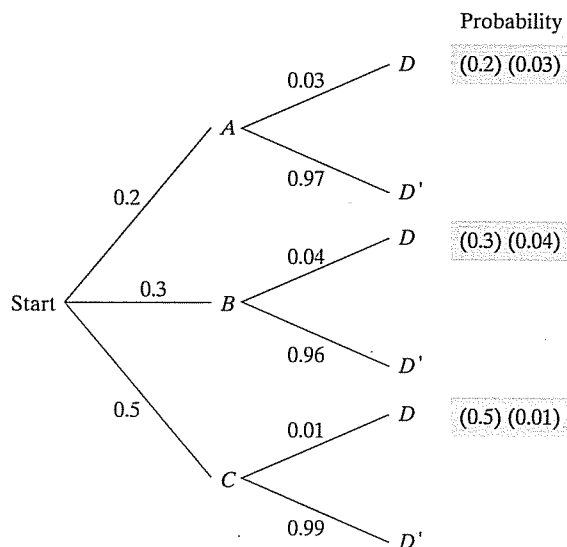 Probability
D
(0.2) (0.03)
0.03
A
0.97
D'
0.2
D
(0.3) (0.04)
0.04
Start
0.3
B
0.96
D'
0.5
D
(0.5) (0.01)
0.01
C
0.99
D'